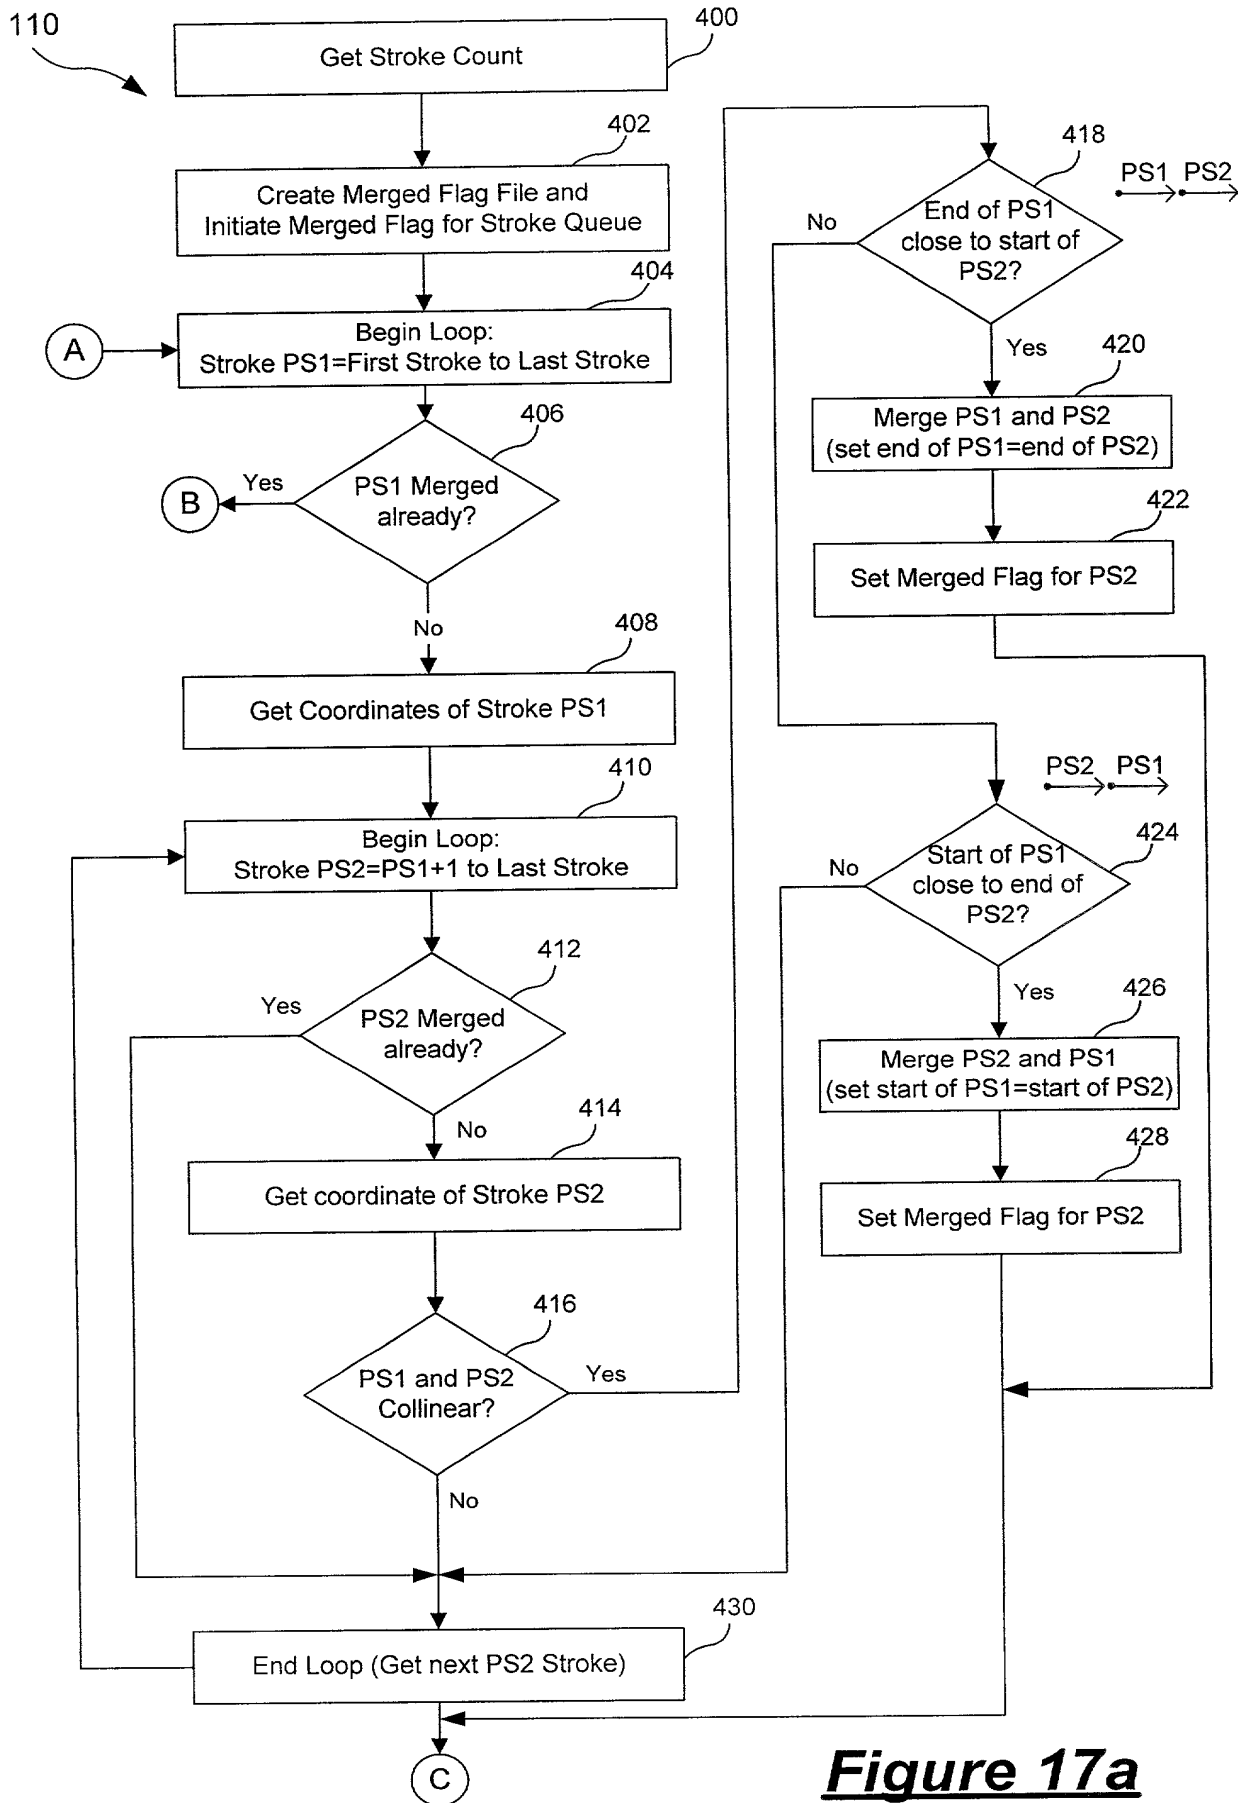 110
Get Stroke Count
400
402
Create Merged Flag File and
Initiate Merged Flag for Stroke Queue
404
A
Begin Loop:
Stroke PS1=First Stroke to Last Stroke
406
B
Yes
PS1 Merged
already?
No
408
Get Coordinates of Stroke PS1
410
Begin Loop:
Stroke PS2=PS1+1 to Last Stroke
412
Yes
PS2 Merged
already?
No
414
Get coordinate of Stroke PS2
416
PS1 and PS2
Collinear?
Yes
No
430
End Loop (Get next PS2 Stroke)
C
418
PS1 PS2
No
End of PS1
close to start of
PS2?
Yes
420
Merge PS1 and PS2
(set end of PS1=end of PS2)
422
Set Merged Flag for PS2
PS2 PS1
424
No
Start of PS1
close to end of
PS2?
Yes
426
Merge PS2 and PS1
(set start of PS1=start of PS2)
428
Set Merged Flag for PS2
Figure 17a